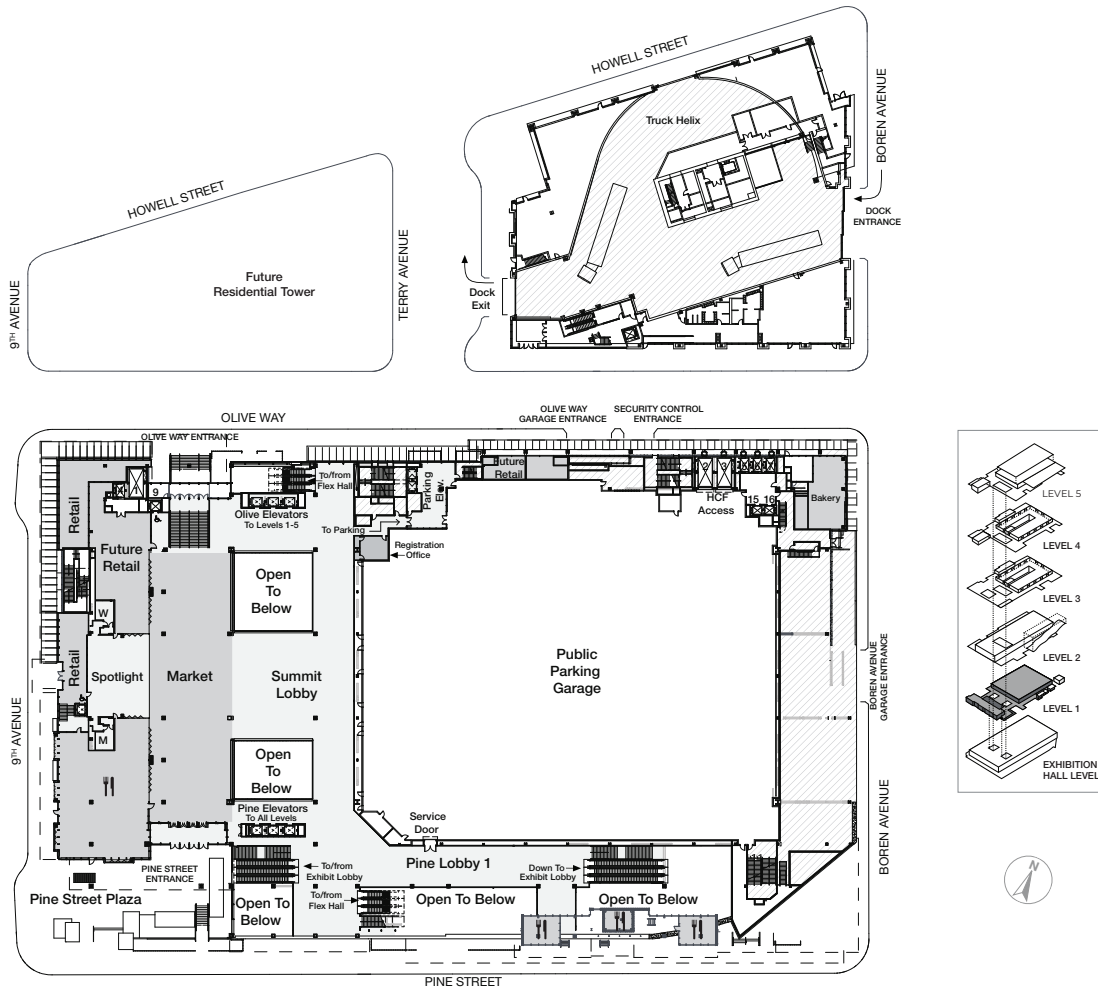 HOWELL STREET
Truck Helix
BOREN AVENUE
DOCK
ENTRANCE
Dock
Exit
HOWELL STREET
Future
Residential Tower
9TH AVENUE
TERRY AVENUE
OLIVE WAY
OLIVE WAY
GARAGE ENTRANCE
SECURITY CONTROL
ENTRANCE
OLIVE WAY ENTRANCE
To/from
Flex Hall
Parking
Elev.
Future
Retail
2
3
HCF
Access
15
16
Bakery
1
9
Retail
Olive Elevators
To Levels 1-5
To Parking
Registration
Office
Future
Retail
Open
To
Below
W
Retail
Spotlight
Market
Summit
Lobby
Public
Parking
Garage
BOREN AVENUE
GARAGE ENTRANCE
M
9TH AVENUE
Open
To
Below
Pine Elevators
To All Levels
Service
Door
Pine Lobby 1
BOREN AVENUE
PINE STREET
ENTRANCE
To/from
Exhibit Lobby
Down To
Exhibit Lobby
Pine Street Plaza
Open To
Below
To/from
Flex Hall
Open To Below
Open To
Below
PINE STREET
LEVEL 5
LEVEL 4
LEVEL 3
LEVEL 2
LEVEL 1
EXHIBITION
HALL LEVEL
N